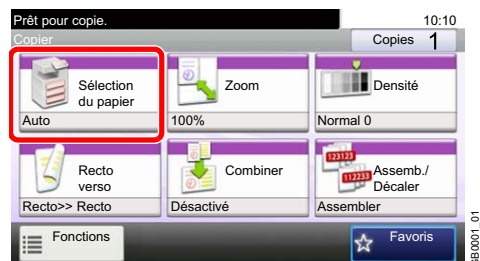 Prêt pour copie.
10:10
Copier
Copies 1
Sélection
du papier
Auto
Zoom
100%
Densité
Normal 0
Recto
verso
Recto>> Recto
Combiner
Désactivé
123123
112233
Assemb./
Décaler
Assembler
Fonctions
Favoris
GB0001_01